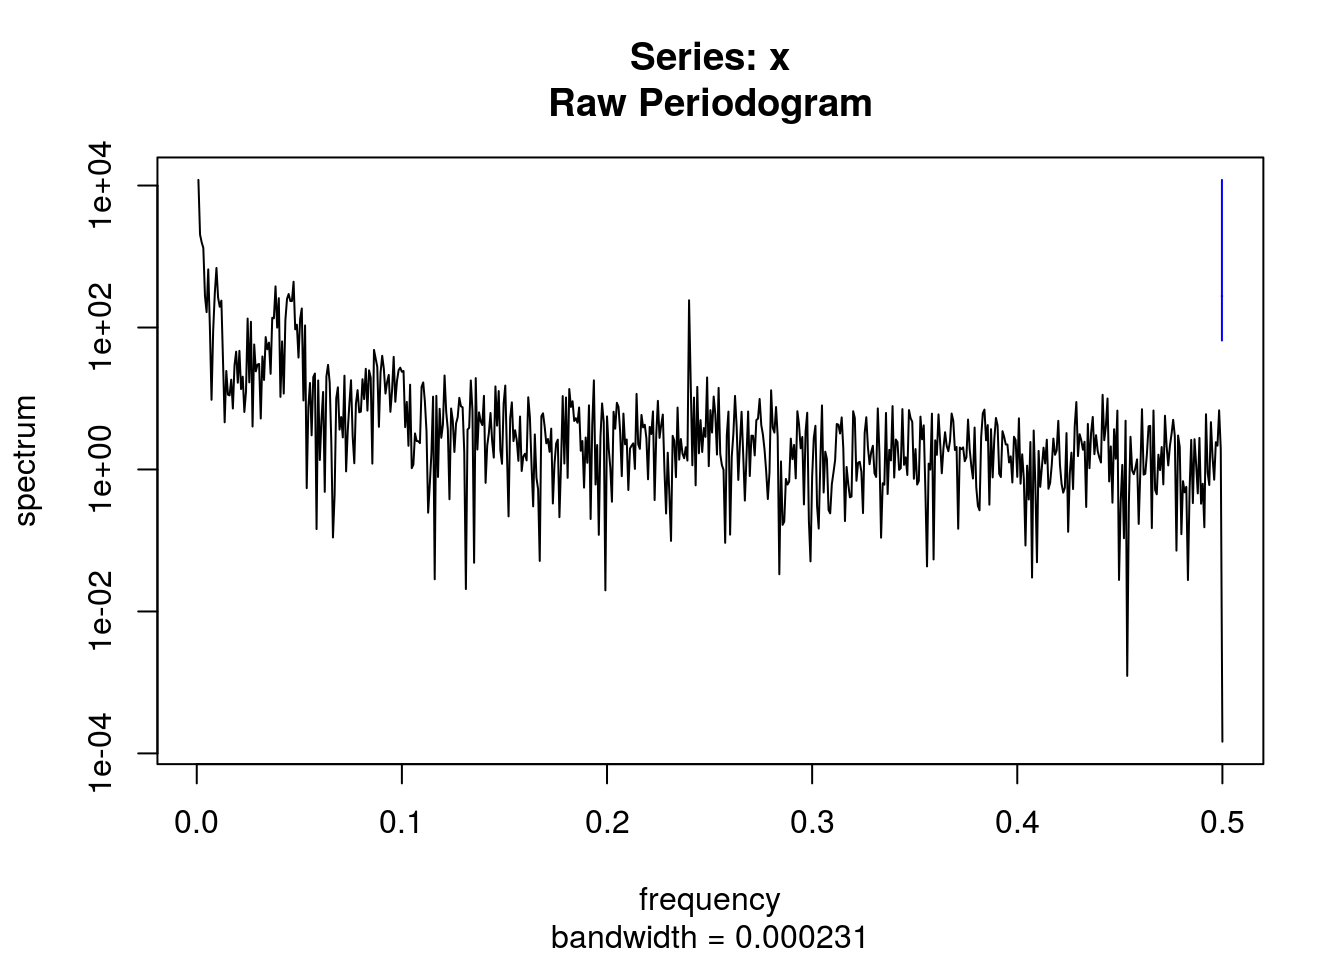 Series: x
Raw Periodogram
spectrum
1e+04
1e+02
1e+00
1e-02
1e-04
0.0 0.1 0.2 0.3 0.4 0.5
frequency
bandwidth = 0.000231